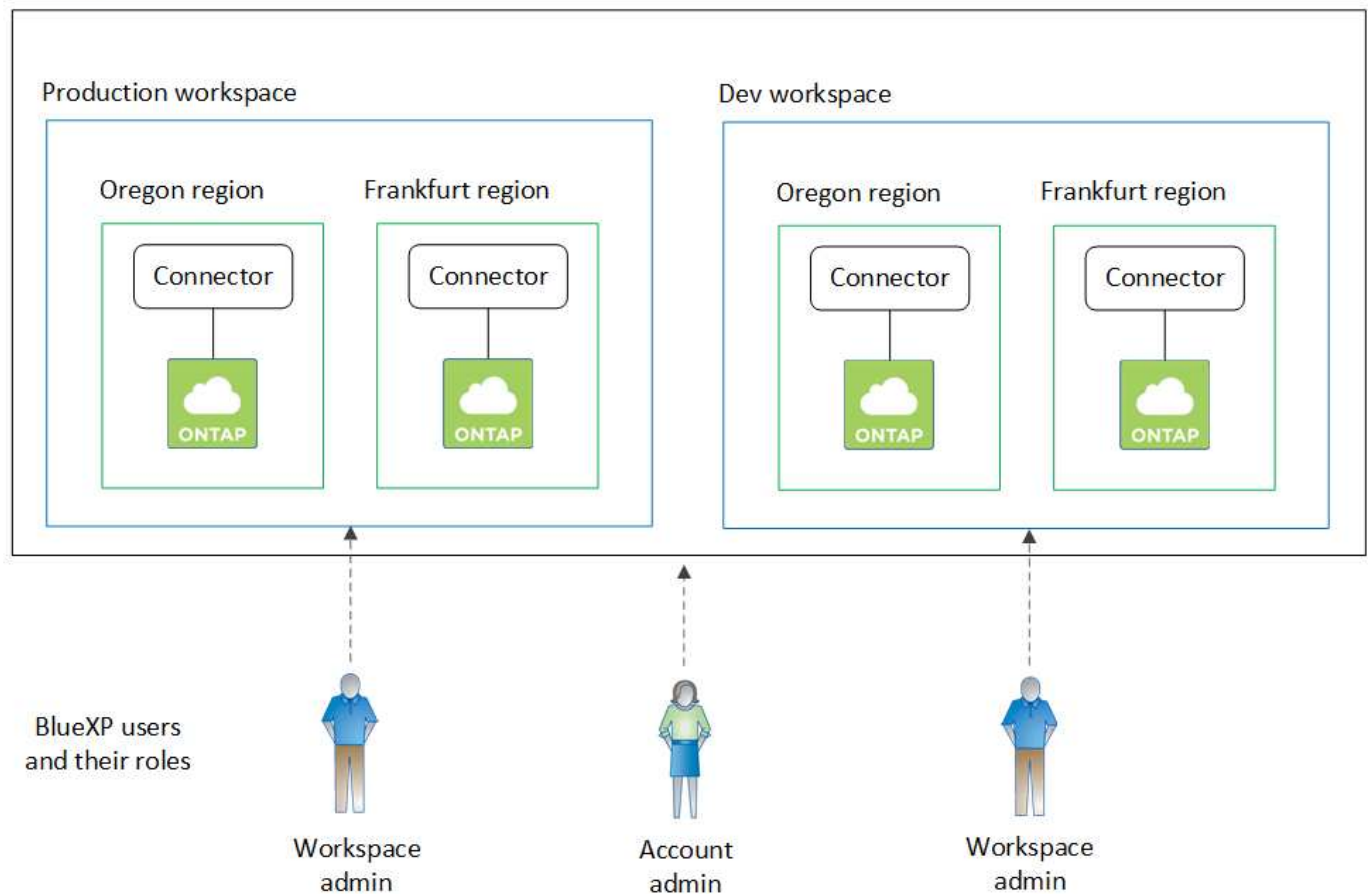 Production workspace
Dev workspace
Oregon region
Frankfurt region
Oregon region
Frankfurt region
Connector
Connector
Connector
Connector
ONTAP
ONTAP
ONTAP
ONTAP
BlueXP users
and their roles
Workspace
admin
Account
admin
Workspace
admin